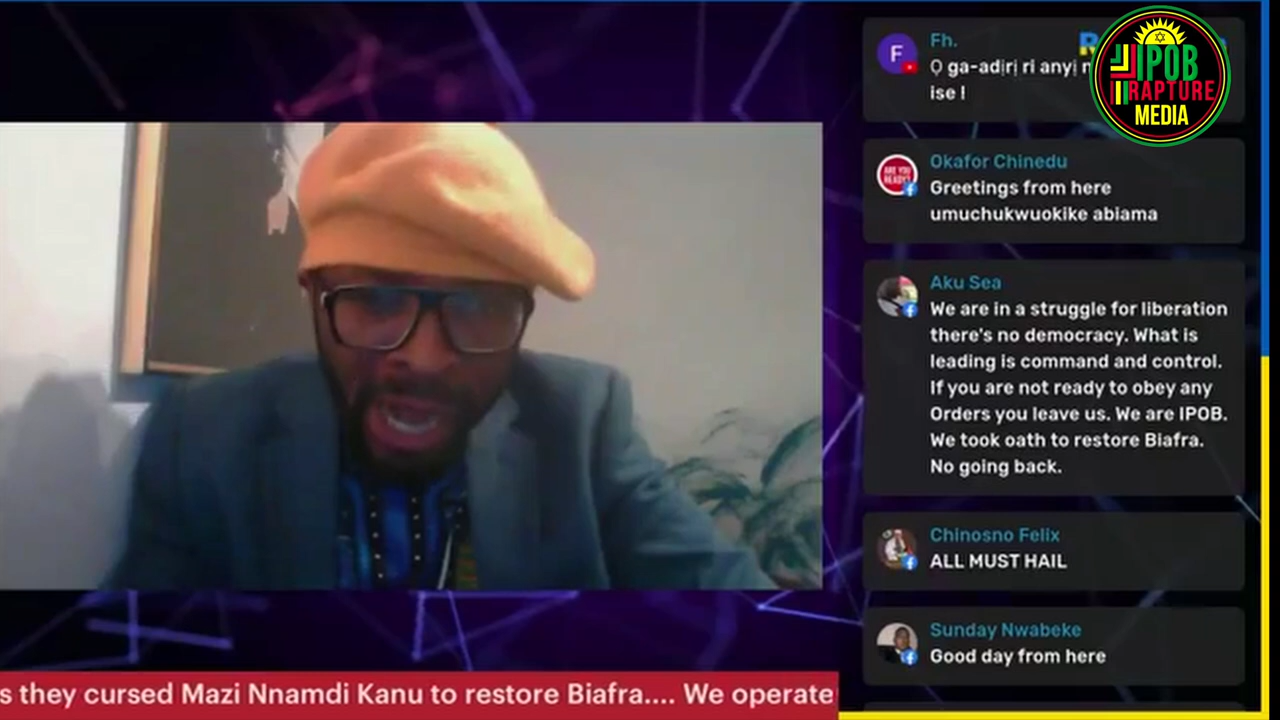 Fh.
Ọ ga-adịrị ri anyị
ise !
IPOB
RAPTURE
MEDIA
Okafor Chinedu
Greetings from here
umuchukwuokike abiama
Aku Sea
We are in a struggle for liberation
there's no democracy. What is
leading is command and control.
If you are not ready to obey any
Orders you leave us. We are IPOB.
We took oath to restore Biafra.
No going back.
Chinosno Felix
ALL MUST HAIL
Sunday Nwabeke
Good day from here
s they cursed Mazi Nnamdi Kanu to restore Biafra.... We operate